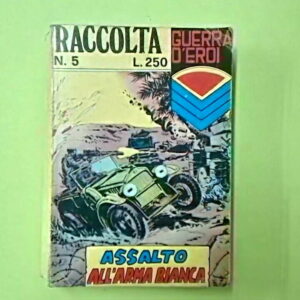 RACCOLTA
GUERRA
D'EROI
N. 5
L. 250
ASSALTO
ALL'ARMA BIANCA